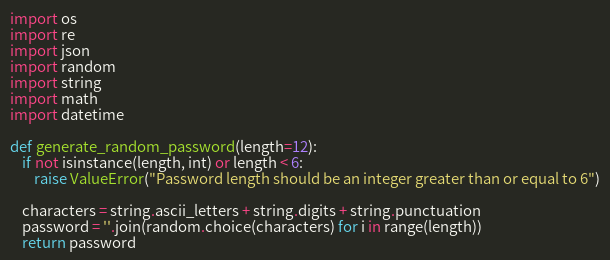 import os
import re
import json
import random
import string
import math
import datetime

def generate_random_password(length=12):
    if not isinstance(length, int) or length < 6:
        raise ValueError("Password length should be an integer greater than or equal to 6")

    characters = string.ascii_letters + string.digits + string.punctuation
    password = ''.join(random.choice(characters) for i in range(length))
    return password